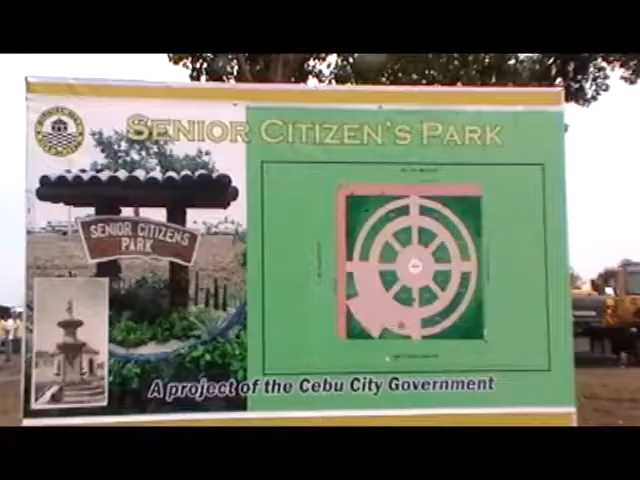 SENIOR CITIZEN'S PARK
SENIOR CITIZENS
PARK
A project of the Cebu City Government